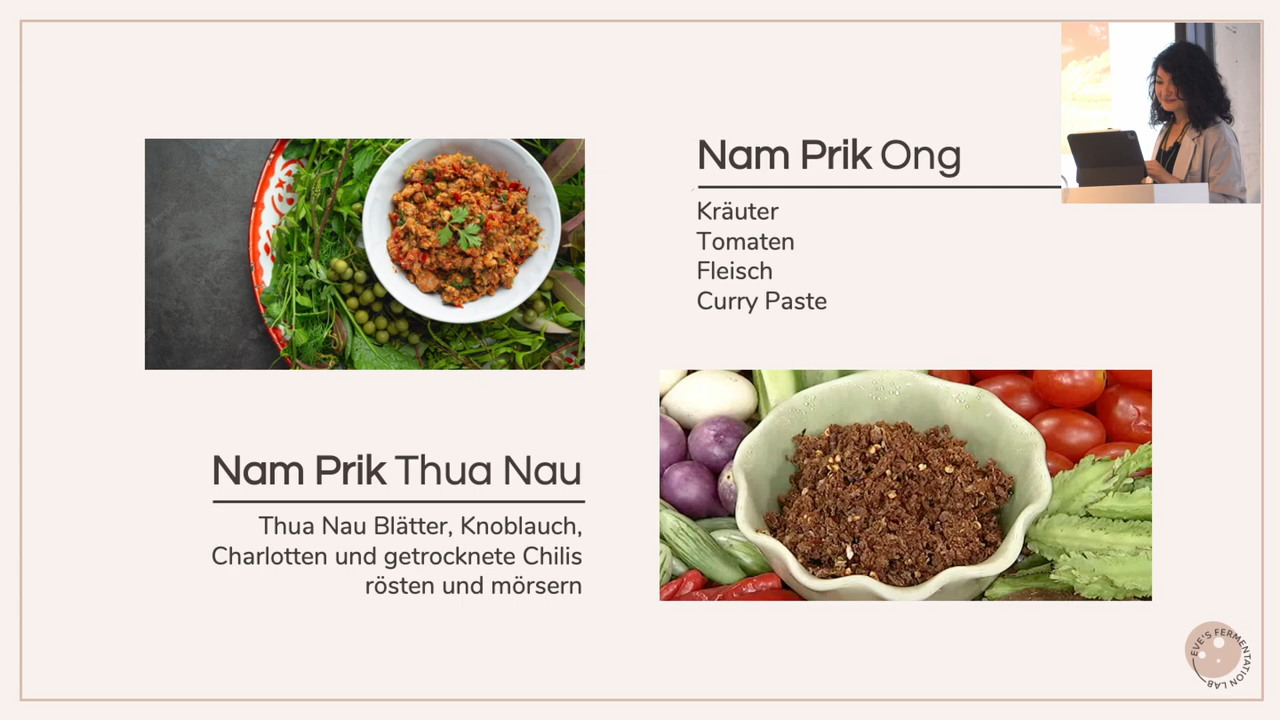 Nam Prik Ong
Kräuter
Tomaten
Fleisch
Curry Paste
Nam Prik Thua Nau
Thua Nau Blätter, Knoblauch,
Charlotten und getrocknete Chilis
rösten und mörsern
EVE'S FERMENTATION LAB